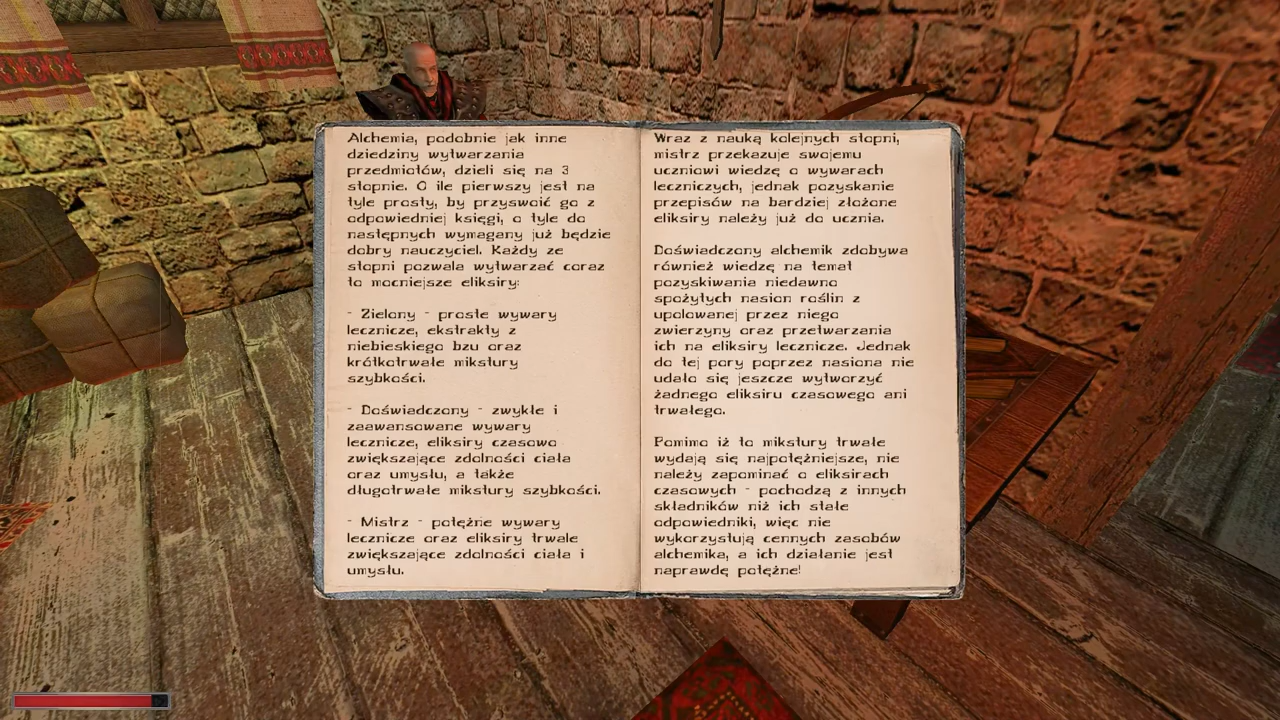 Alchemia, podobnie jak inne
dziedziny wytwarzania
przedmiotów, dzieli się na 3
stopnie. O ile pierwszy jest na
tyle prosty, by przyswoić go z
odpowiedniej księgi, o tyle do
następnych wymagany już będzie
dobry nauczyciel. Każdy ze
stopni pozwala wytwarzać coraz
to mocniejsze eliksiry:
- Zielony - proste wywary
lecznicze, ekstrakty z
niebieskiego bzu oraz
krótkotrwałe mikstury
szybkości.
- Doświadczony - zwykłe i
zaawansowane wywary
lecznicze, eliksiry czasowo
zwiększające zdolności ciała
oraz umysłu, a także
długotrwałe mikstury szybkości.
- Mistrz - potężne wywary
lecznicze oraz eliksiry trwale
zwiększające zdolności ciała i
umysłu.
Wraz z nauką kolejnych stopni,
mistrz przekazuje swojemu
uczniowi wiedzę o wywarach
leczniczych, jednak pozyskanie
przepisów na bardziej złożone
eliksiry należy już do ucznia.
Doświadczony alchemik zdobywa
również wiedzę na temat
pozyskiwania niedawno
spożytych nasion roślin z
upolowanej przez niego
zwierzyny oraz przetwarzania
ich na eliksiry lecznicze. Jednak
do tej pory poprzez nasiona nie
udało się jeszcze wytworzyć
żadnego eliksiru czasowego ani
trwałego.
Pomimo iż to mikstury trwałe
wydają się najpotężniejsze, nie
należy zapominać o eliksirach
czasowych - pochodzą z innych
składników niż ich stałe
odpowiedniki, więc nie
wykorzystują cennych zasobów
alchemika, a ich działanie jest
naprawdę potężne!